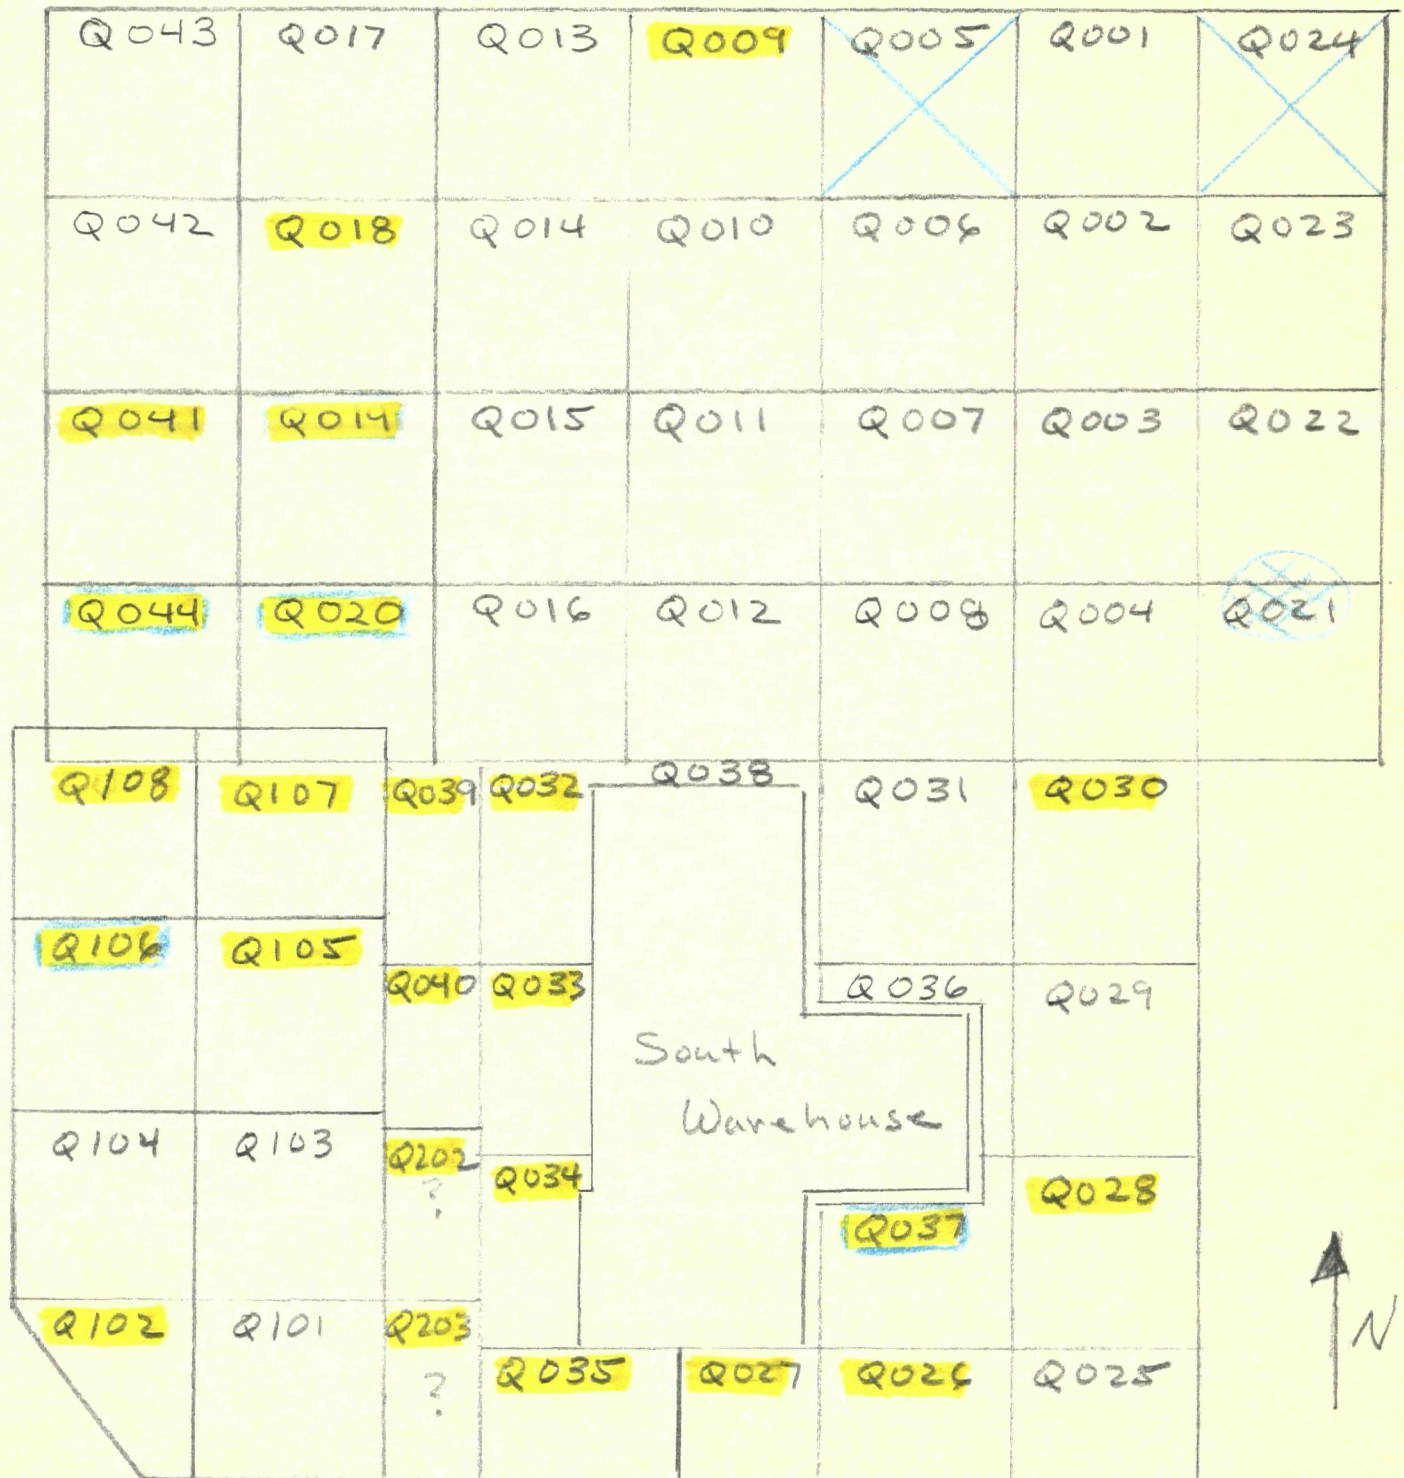 Q043 Q017 Q013 Q009 Q005 Q001 Q024
Q042 Q018 Q014 Q010 Q006 Q002 Q023
Q041 Q019 Q015 Q011 Q007 Q003 Q022
Q044 Q020 Q016 Q012 Q008 Q004 Q021
Q108 Q107 Q039 Q032 Q038 Q031 Q030
Q106 Q105 Q040 Q033 Q036 Q029
South
Warehouse
Q104 Q103 Q202 Q034 Q028
?
Q037
Q102 Q101 Q203 N
Q035 Q027 Q026 Q025
?